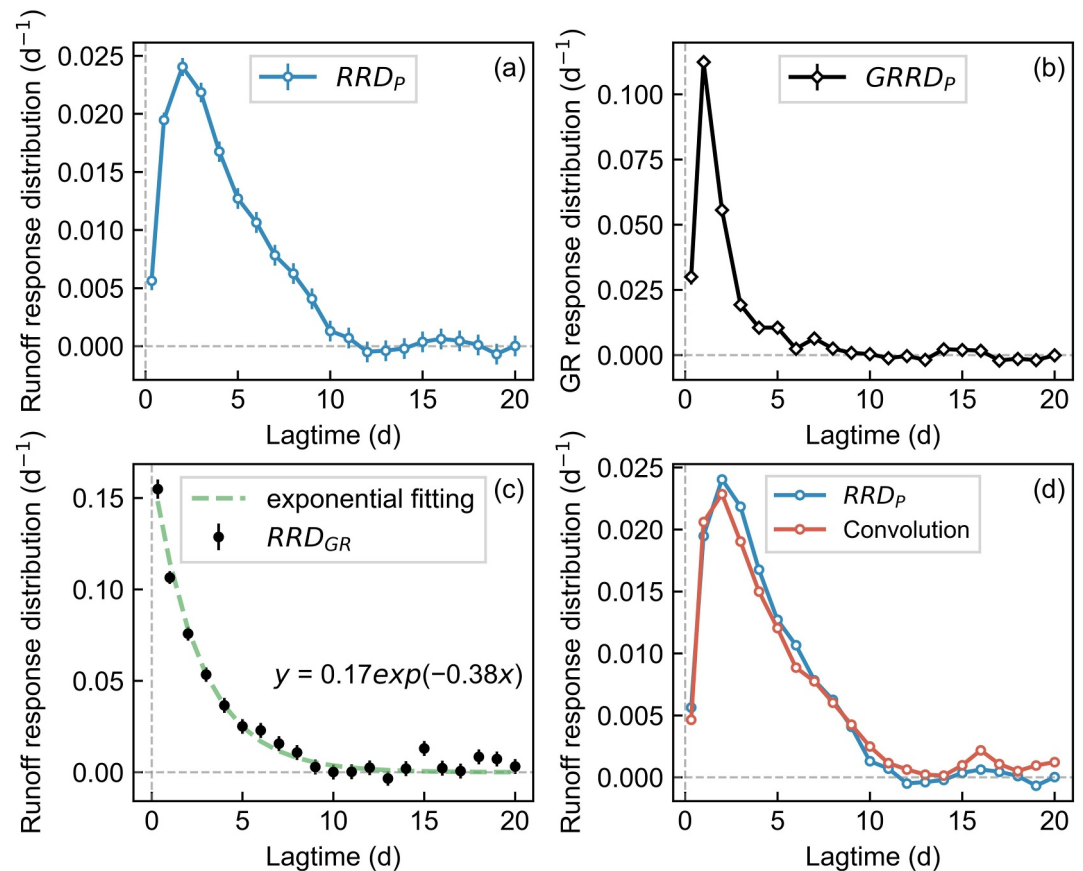 (a)
RRD_P
Runoff response distribution (d⁻¹)
0.025
0.020
0.015
0.010
0.005
0.000
0 5 10 15 20
Lagtime (d)
(b)
GRRD_P
GR response distribution (d⁻¹)
0.100
0.075
0.050
0.025
0.000
0 5 10 15 20
Lagtime (d)
(c)
exponential fitting
RRD_GR
Runoff response distribution (d⁻¹)
0.15
0.10
0.05
0.00
y = 0.17exp(−0.38x)
0 5 10 15 20
Lagtime (d)
(d)
RRD_P
Convolution
Runoff response distribution (d⁻¹)
0.025
0.020
0.015
0.010
0.005
0.000
0 5 10 15 20
Lagtime (d)